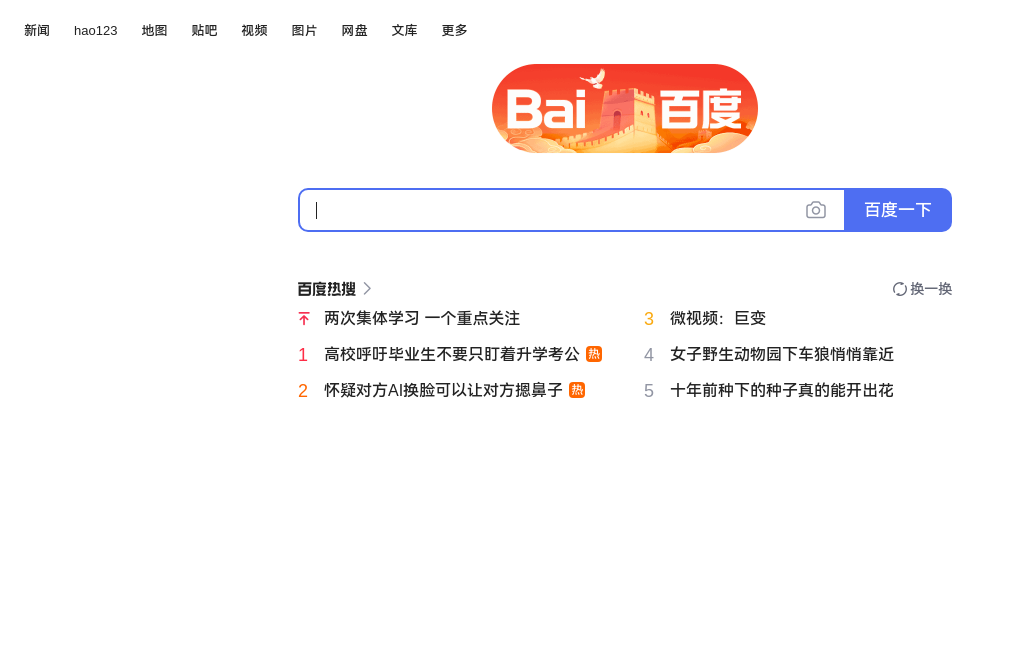 新闻 hao123 地图 贴吧 视频 图片 网盘 文库 更多
Bai 百度
百度一下
百度热搜 换一换
两次集体学习 一个重点关注
1 高校呼吁毕业生不要只盯着升学考公 热
2 怀疑对方AI换脸可以让对方摁鼻子 热
3 微视频：巨变
4 女子野生动物园下车狼悄悄靠近
5 十年前种下的种子真的能开出花